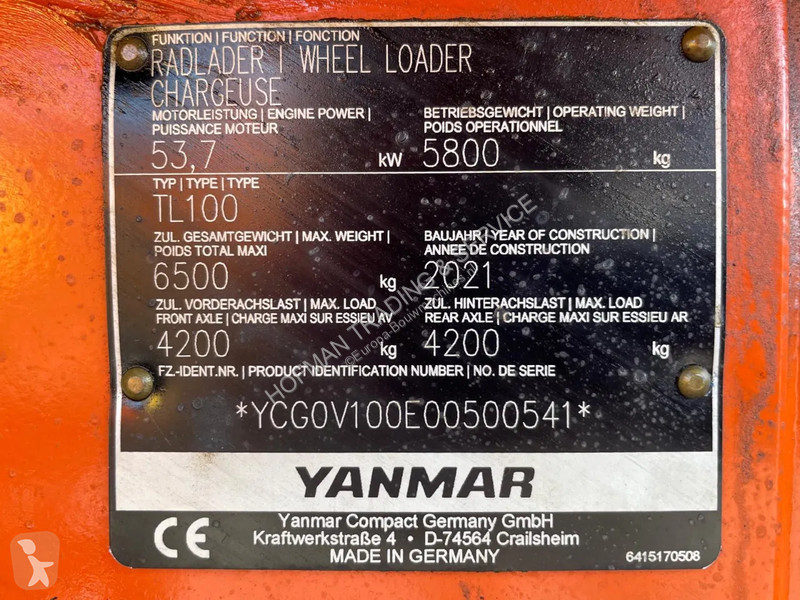 FUNKTION | FUNCTION | FONCTION
RADLADER | WHEEL LOADER
CHARGEUSE
MOTORLEISTUNG | ENGINE POWER |
PUISSANCE MOTEUR
53,7 kW
BETRIEBSGEWICHT | OPERATING WEIGHT |
POIDS OPERATIONNEL
5800 kg
TYP | TYPE | TYPE
TL100
ZUL. GESAMTGEWICHT | MAX. WEIGHT |
POIDS TOTAL MAXI
6500 kg
BAUJAHR | YEAR OF CONSTRUCTION |
ANNEE DE CONSTRUCTION
2021
ZUL. VORDERACHSLAST | MAX. LOAD
FRONT AXLE | CHARGE MAXI SUR ESSIEU AV
4200 kg
ZUL. HINTERACHSLAST | MAX. LOAD
REAR AXLE | CHARGE MAXI SUR ESSIEU AR
4200 kg
FZ.-IDENT.NR. | PRODUCT IDENTIFICATION NUMBER | NO. DE SERIE
*YCG0V100E00500541*
YANMAR
CE
Yanmar Compact Germany GmbH
Kraftwerkstraße 4 • D-74564 Crailsheim
MADE IN GERMANY
6415170508
HOPMAN TRADING & SERVICE